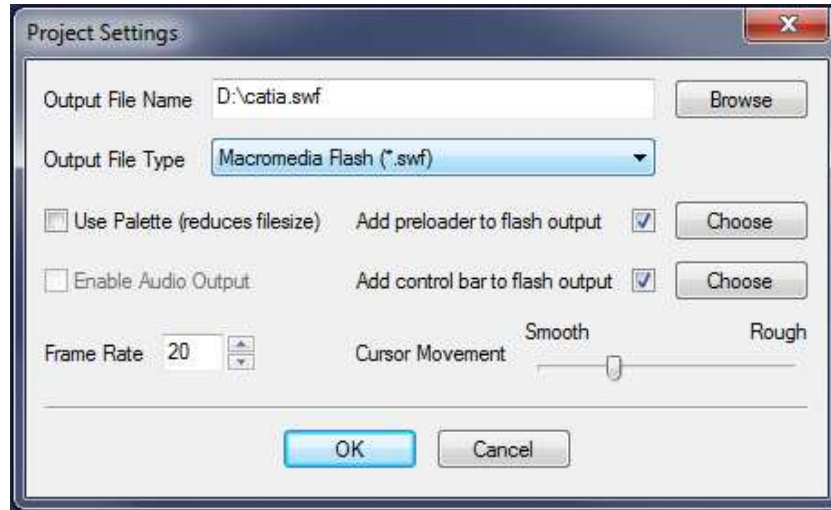 Project Settings
Output File Name D:\catia.swf Browse
Output File Type Macromedia Flash (*.swf)
Use Palette (reduces filesize) Add preloader to flash output Choose
Enable Audio Output Add control bar to flash output Choose
Smooth Rough
Frame Rate 20 Cursor Movement
OK Cancel